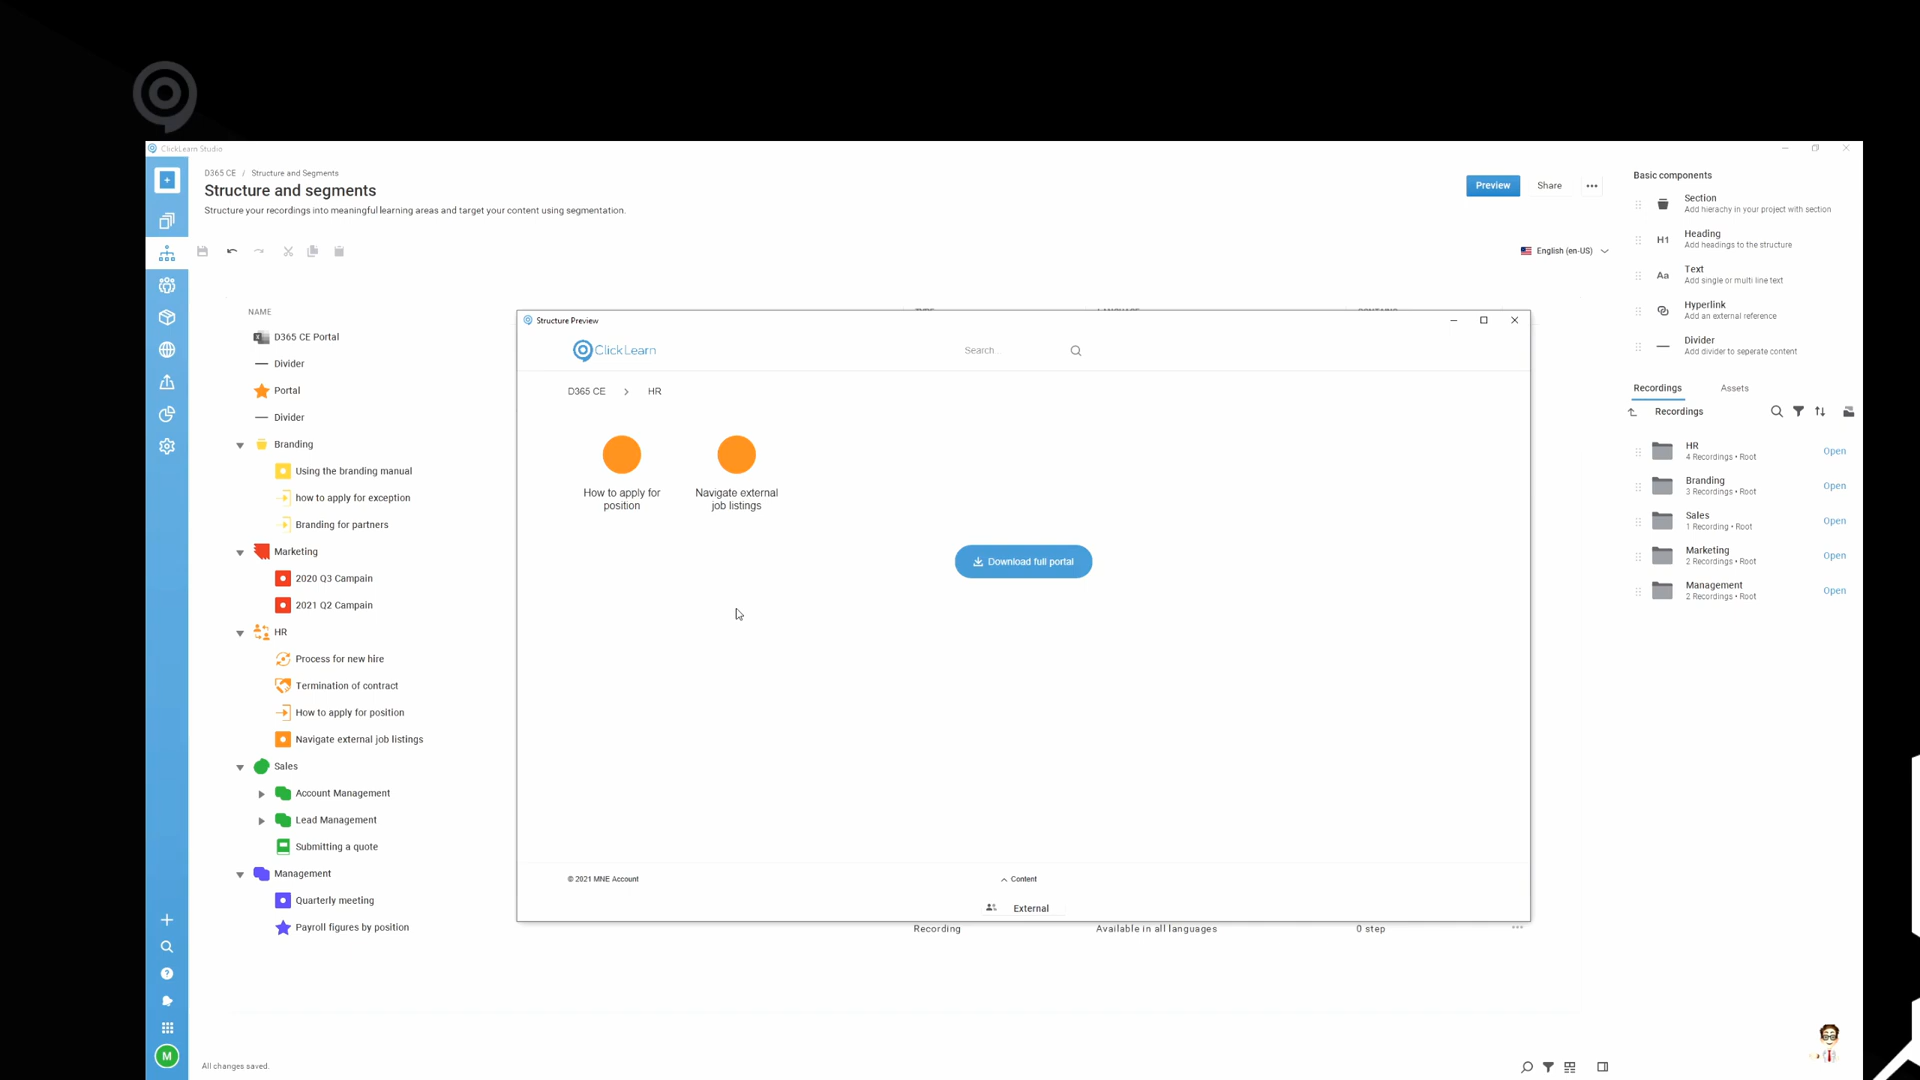 ClickLearn Studio
D365 CE / Structure and Segments
Structure and segments
Structure your recordings into meaningful learning areas and target your content using segmentation.
Preview
Share
English (en-US)
NAME
D365 CE Portal
Divider
Portal
Divider
Branding
Using the branding manual
how to apply for exception
Branding for partners
Marketing
2020 Q3 Campain
2021 Q2 Campain
HR
Process for new hire
Termination of contract
How to apply for position
Navigate external job listings
Sales
Account Management
Lead Management
Submitting a quote
Management
Quarterly meeting
Payroll figures by position
Structure Preview
ClickLearn
Search
D365 CE > HR
How to apply for
position
Navigate external
job listings
Download full portal
© 2021 MNE Account
Content
External
Recording
Available in all languages
0 step
Basic components
Section
Add hierachy in your project with section
H1
Heading
Add headings to the structure
Aa
Text
Add single or multi line text
Hyperlink
Add an external reference
Divider
Add divider to seperate content
Recordings
Assets
Recordings
HR
4 Recordings • Root
Open
Branding
3 Recordings • Root
Open
Sales
1 Recording • Root
Open
Marketing
2 Recordings • Root
Open
Management
2 Recordings • Root
Open
M
All changes saved.